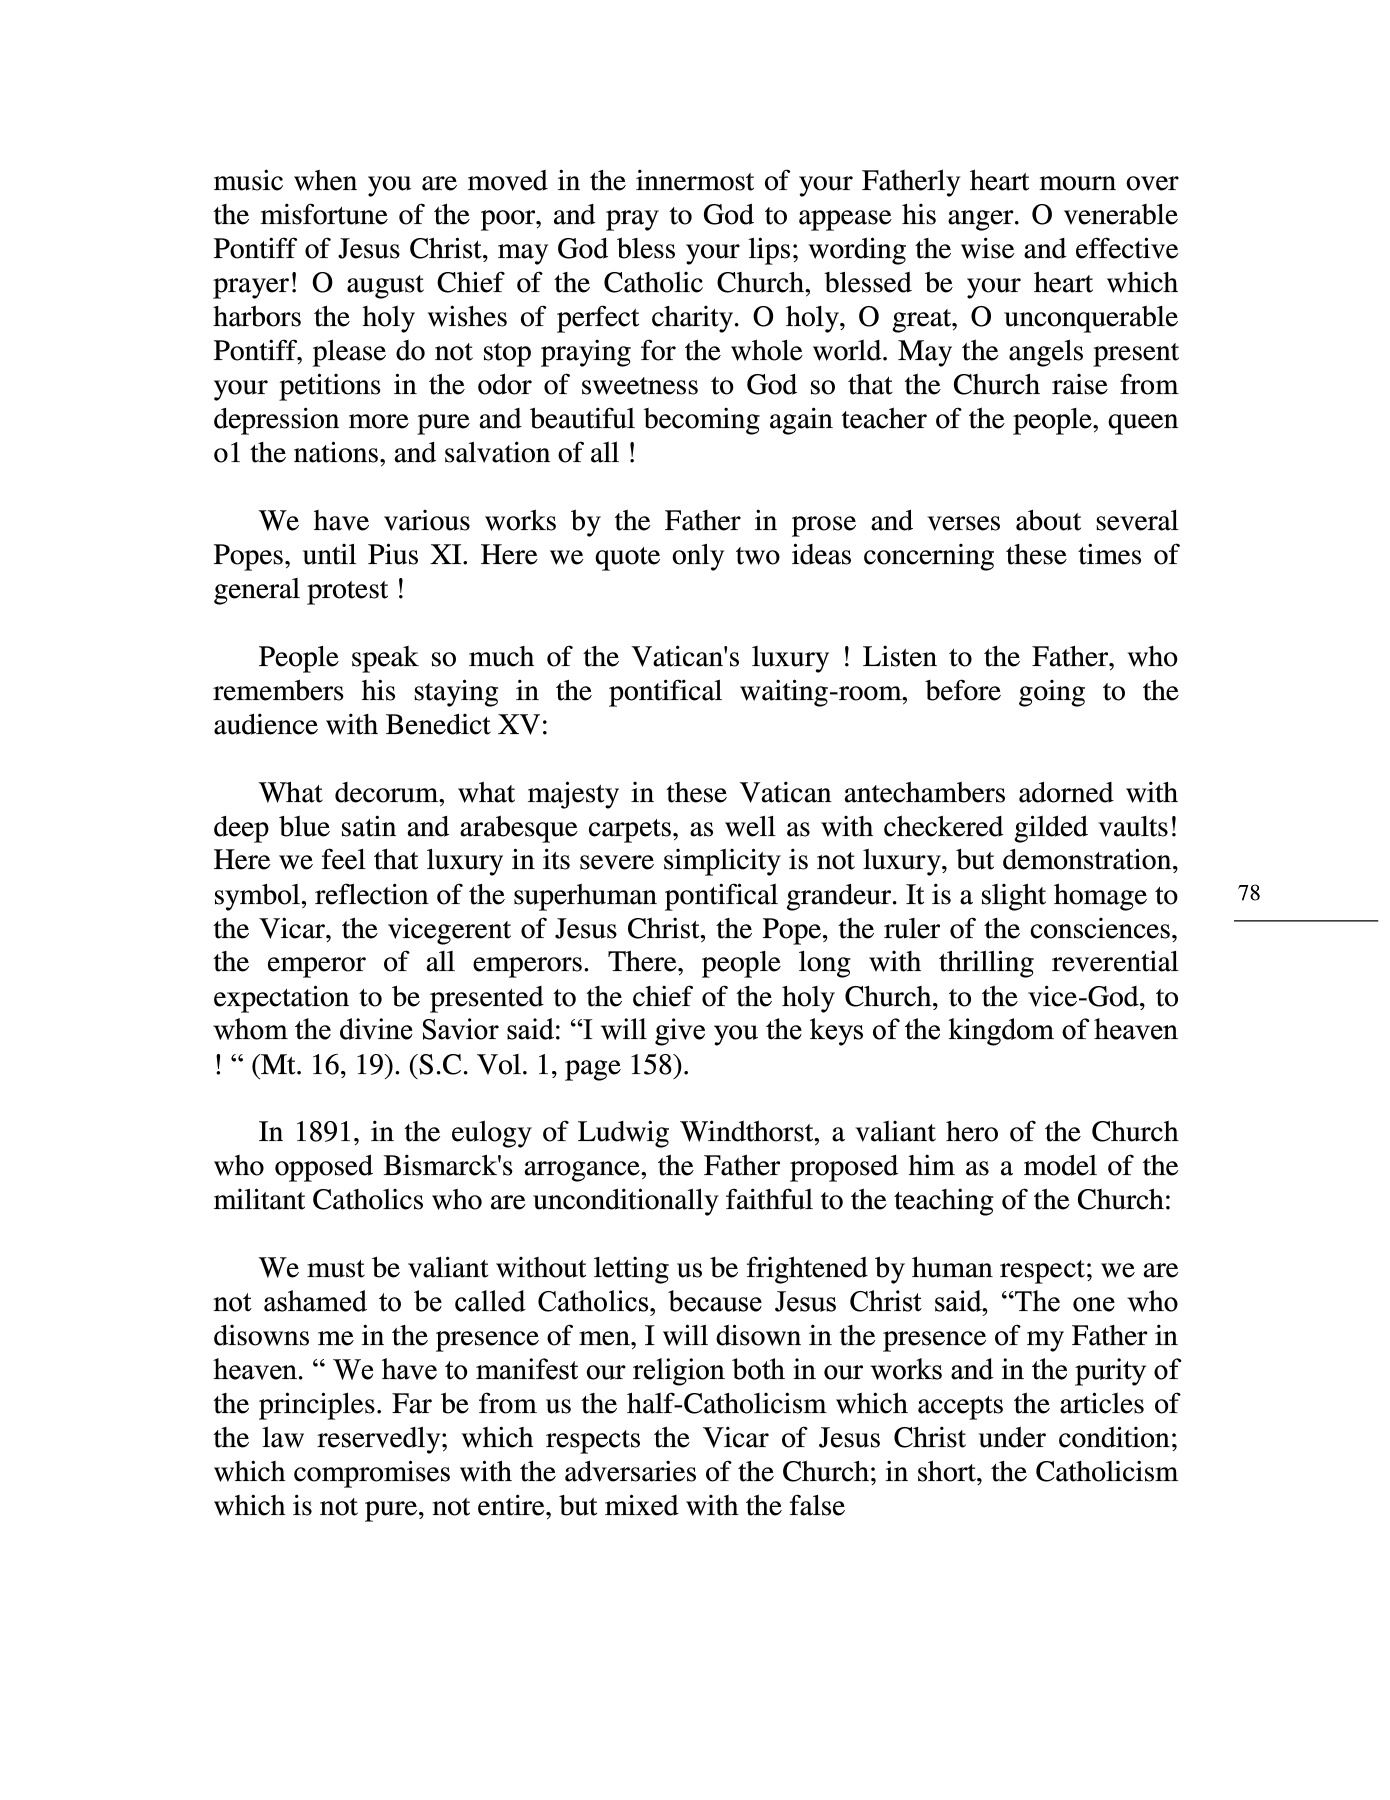 music when you are moved in the innermost of your Fatherly heart mourn over
the misfortune of the poor, and pray to God to appease his anger. O venerable
Pontiff of Jesus Christ, may God bless your lips; wording the wise and effective
prayer! O august Chief of the Catholic Church, blessed be your heart which
harbors the holy wishes of perfect charity. O holy, O great, O unconquerable
Pontiff, please do not stop praying for the whole world. May the angels present
your petitions in the odor of sweetness to God so that the Church raise from
depression more pure and beautiful becoming again teacher of the people, queen
o1 the nations, and salvation of all !
We have various works by the Father in prose and verses about several
Popes, until Pius XI. Here we quote only two ideas concerning these times of
general protest !
People speak so much of the Vatican's luxury ! Listen to the Father, who
remembers his staying in the pontifical waiting-room, before going to the
audience with Benedict XV:
What decorum, what majesty in these Vatican antechambers adorned with
deep blue satin and arabesque carpets, as well as with checkered gilded vaults!
Here we feel that luxury in its severe simplicity is not luxury, but demonstration,
symbol, reflection of the superhuman pontifical grandeur. It is a slight homage to
the Vicar, the vicegerent of Jesus Christ, the Pope, the ruler of the consciences,
the emperor of all emperors. There, people long with thrilling reverential
expectation to be presented to the chief of the holy Church, to the vice-God, to
whom the divine Savior said: “I will give you the keys of the kingdom of heaven
! “ (Mt. 16, 19). (S.C. Vol. 1, page 158).
In 1891, in the eulogy of Ludwig Windthorst, a valiant hero of the Church
who opposed Bismarck's arrogance, the Father proposed him as a model of the
militant Catholics who are unconditionally faithful to the teaching of the Church:
We must be valiant without letting us be frightened by human respect; we are
not ashamed to be called Catholics, because Jesus Christ said, “The one who
disowns me in the presence of men, I will disown in the presence of my Father in
heaven. “ We have to manifest our religion both in our works and in the purity of
the principles. Far be from us the half-Catholicism which accepts the articles of
the law reservedly; which respects the Vicar of Jesus Christ under condition;
which compromises with the adversaries of the Church; in short, the Catholicism
which is not pure, not entire, but mixed with the false
78